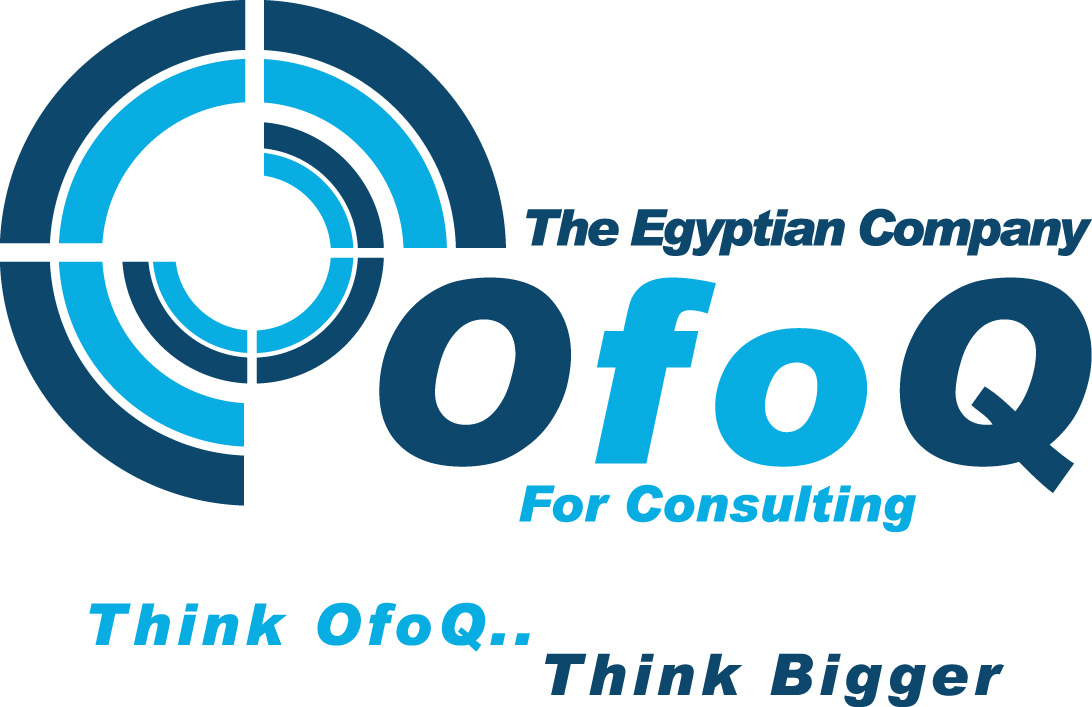 The Egyptian Company
OfoQ
For Consulting
Think OfoQ..
Think Bigger